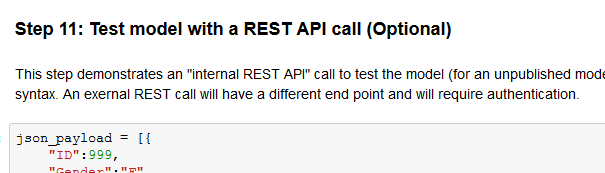 Step 11: Test model with a REST API call (Optional)
This step demonstrates an "internal REST API" call to test the model (for an unpublished mode
syntax. An exernal REST call will have a different end point and will require authentication.
json_payload = [{
"ID":999,
"Gender":"F"